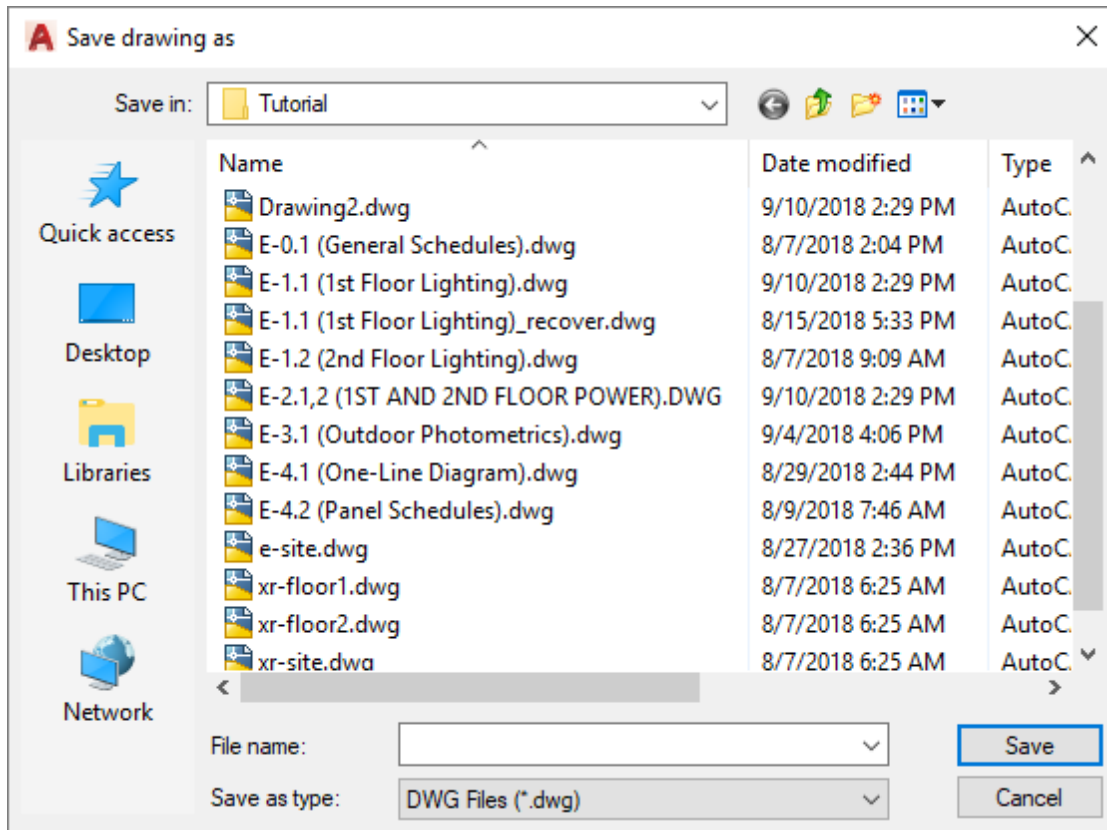 Save drawing as
Save in: Tutorial
Name Date modified Type
Drawing2.dwg 9/10/2018 2:29 PM AutoC.
E-0.1 (General Schedules).dwg 8/7/2018 2:04 PM AutoC.
E-1.1 (1st Floor Lighting).dwg 9/10/2018 2:29 PM AutoC.
E-1.1 (1st Floor Lighting)_recover.dwg 8/15/2018 5:33 PM AutoC.
E-1.2 (2nd Floor Lighting).dwg 8/7/2018 9:09 AM AutoC.
E-2.1,2 (1ST AND 2ND FLOOR POWER).DWG 9/10/2018 2:29 PM AutoC.
E-3.1 (Outdoor Photometrics).dwg 9/4/2018 4:06 PM AutoC.
E-4.1 (One-Line Diagram).dwg 8/29/2018 2:44 PM AutoC.
E-4.2 (Panel Schedules).dwg 8/9/2018 7:46 AM AutoC.
e-site.dwg 8/27/2018 2:36 PM AutoC.
xr-floor1.dwg 8/7/2018 6:25 AM AutoC.
xr-floor2.dwg 8/7/2018 6:25 AM AutoC.
xr-site.dwg 8/7/2018 6:25 AM AutoC.
Quick access
Desktop
Libraries
This PC
Network
File name:
Save
Save as type: DWG Files (*.dwg)
Cancel